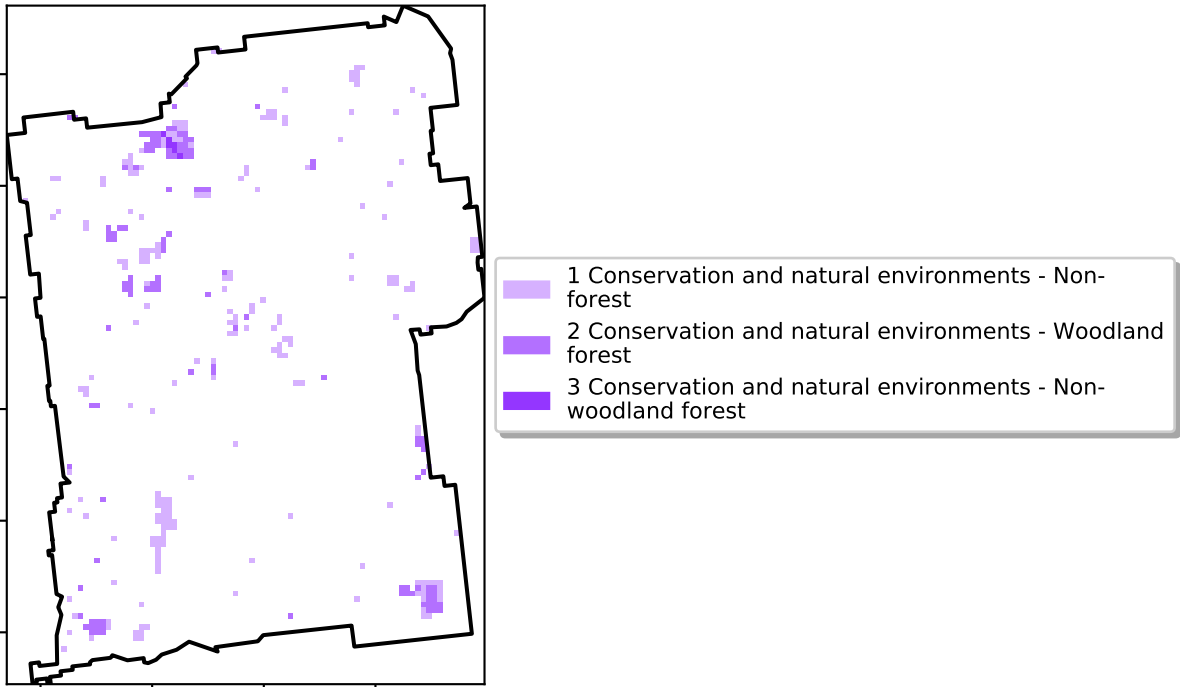 1 Conservation and natural environments - Non-
forest
2 Conservation and natural environments - Woodland
forest
3 Conservation and natural environments - Non-
woodland forest